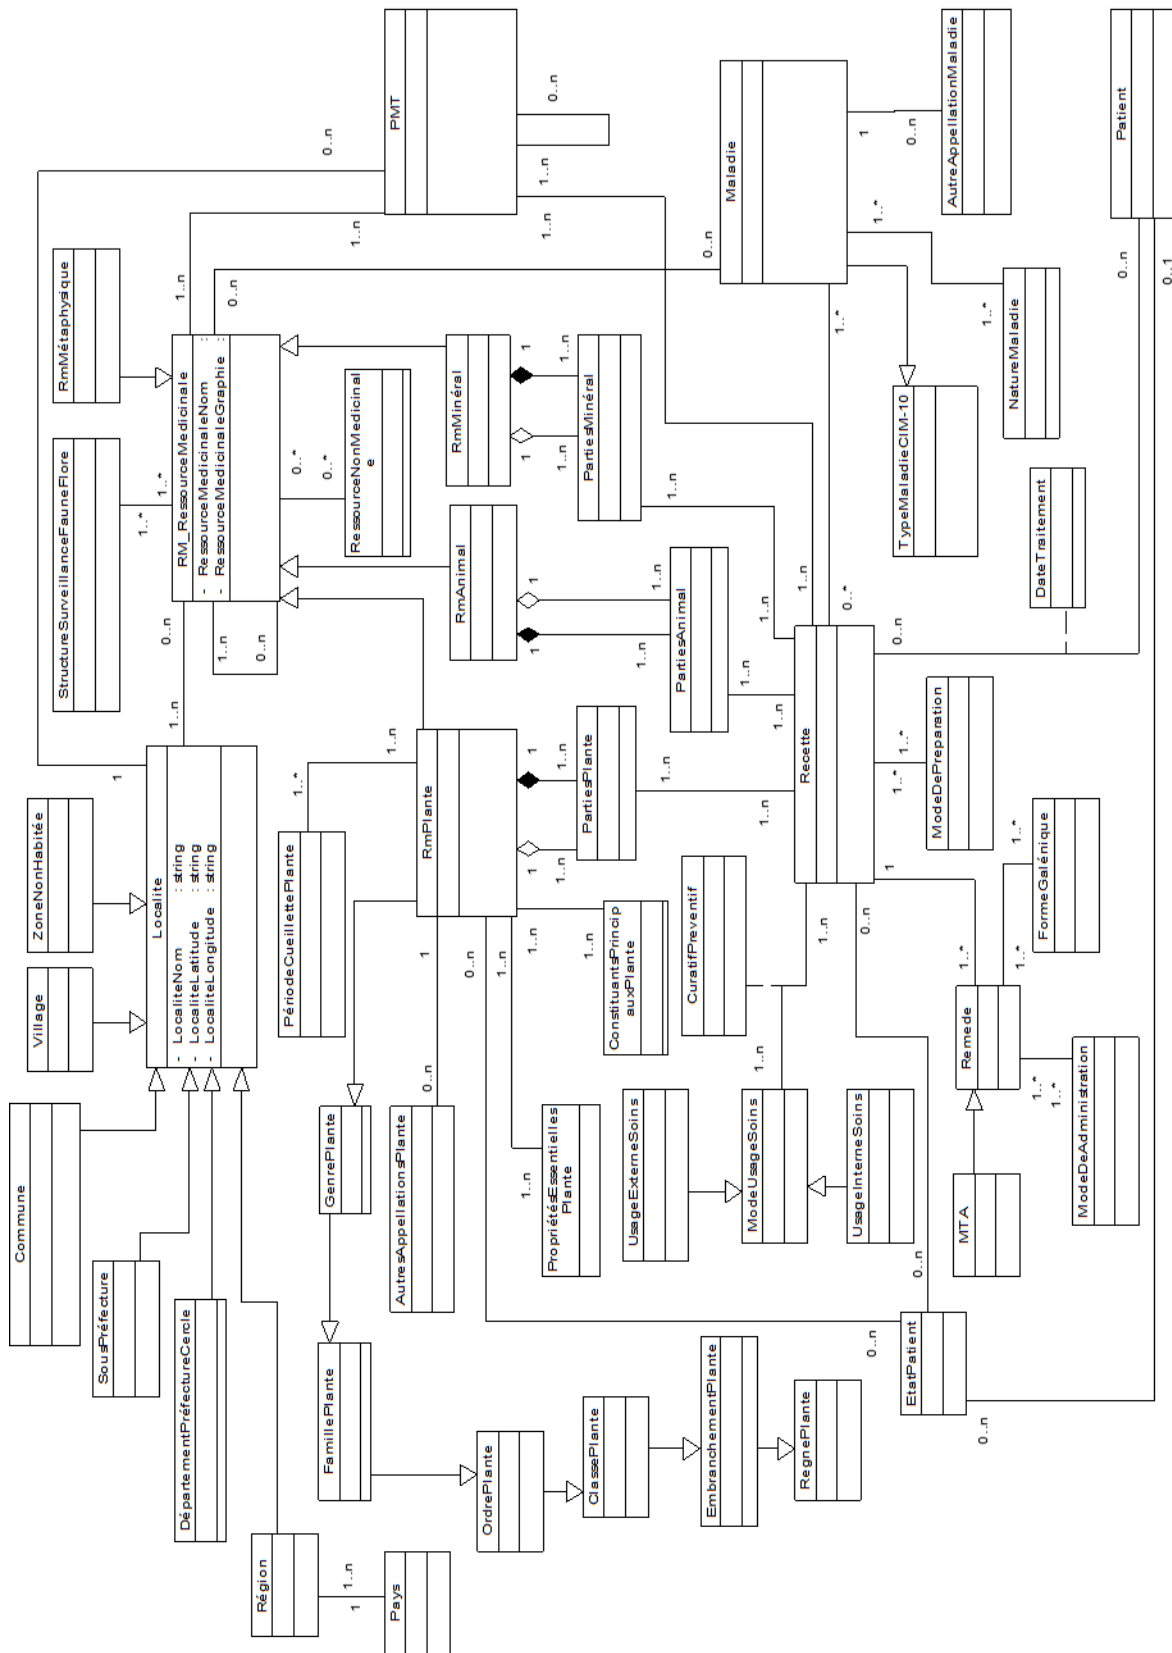 Commune
SousPréfecture
DépartementPréfectureCercle
Région
1
1..n
Pays
Village
ZoneNonHabitée
Localite
- LocaliteNom : string
- LocaliteLatitude : string
- LocaliteLongitude : string
1
1..n
0..n
StructureSurveillanceFauneFlore
1..*
1..*
RmMétaphysique
RM_RessourceMedicinale
- RessourceMedicinaleNom :
- RessourceMedicinaleGraphie :
1..n
0..n
1..n
0..n
0..*
0..*
RessourceNonMedicinal
e
0..n
PMT
1..n
1..n
1..n
0..n
PériodeCueillettePlante
1..*
1..n
GenrePlante
FamillePlante
OrdrePlante
ClassePlante
EmbranchementPlante
RegnePlante
AutresAppellationsPlante
0..n
1
RmPlante
0..n
1..n
1..n
PropriétésEssentielles
Plante
1..n
1..n
ConstituantsPrincip
auxPlante
1
1..n
1
1..n
PartiesPlante
1..n
1..n
RmAnimal
1
1..n
1
1..n
PartiesAnimal
1..n
1..n
RmMinéral
1
1..n
1
1..n
PartiesMinéral
1..n
1..n
1..n
UsageExterneSoins
ModeUsageSoins
UsageInterneSoins
1..n
CuratifPreventif
1..n
Recette
0..n
0..n
0..n
EtatPatient
0..n
1
1..*
Remede
MTA
1..*
1..*
ModeDeAdministration
1..*
1..*
FormeGalénique
1..*
1..*
ModeDePreparation
0..*
1..*
0..n
Maladie
1
0..n
AutreAppellationMaladie
1..*
1..*
NatureMaladie
TypeMaladieCIM-10
0..n
DateTraitement
0..n
0..1
Patient